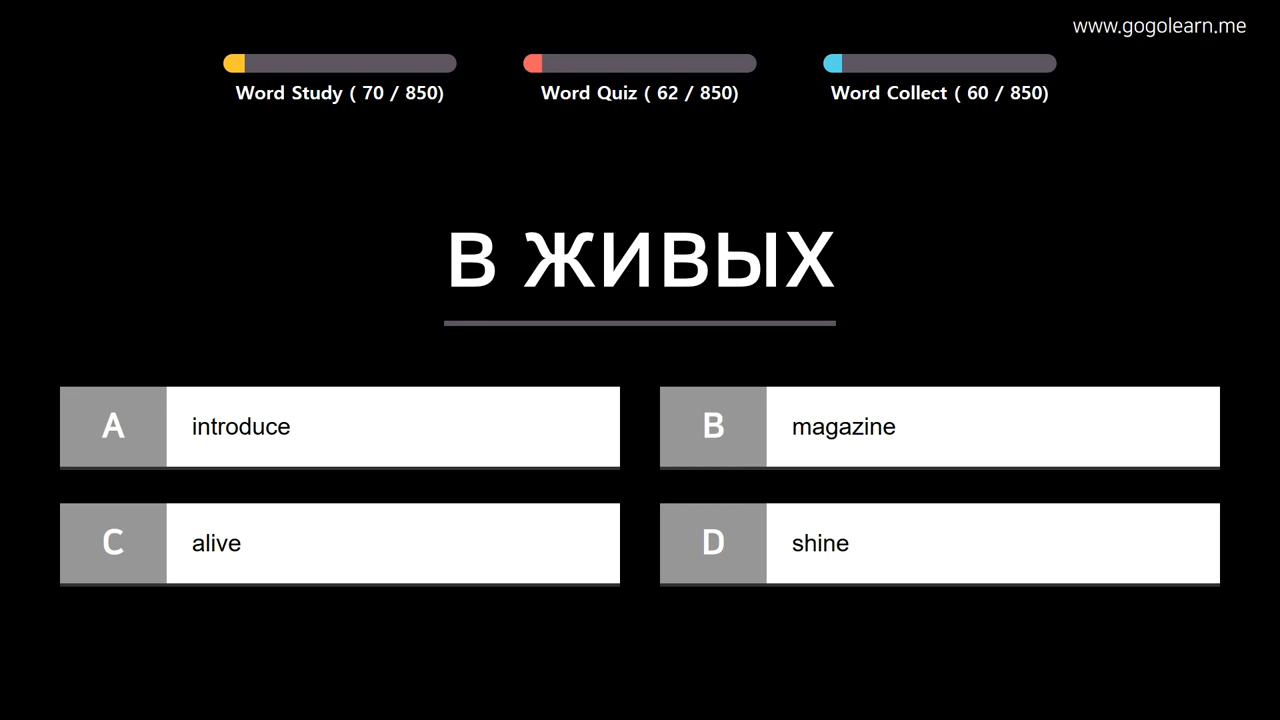 www.gogolearn.me
Word Study ( 70 / 850)
Word Quiz ( 62 / 850)
Word Collect ( 60 / 850)
В ЖИВЫХ
A introduce
B magazine
C alive
D shine